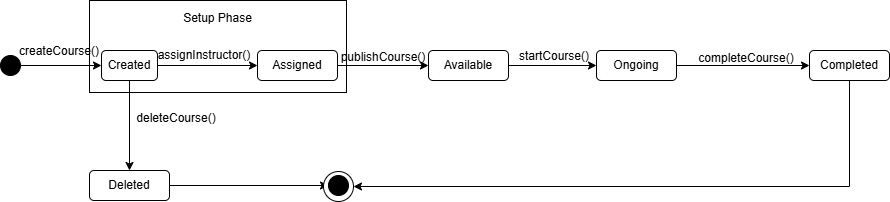 Setup Phase
createCourse()
Created
assignInstructor()
Assigned
publishCourse()
Available
startCourse()
Ongoing
completeCourse()
Completed
deleteCourse()
Deleted